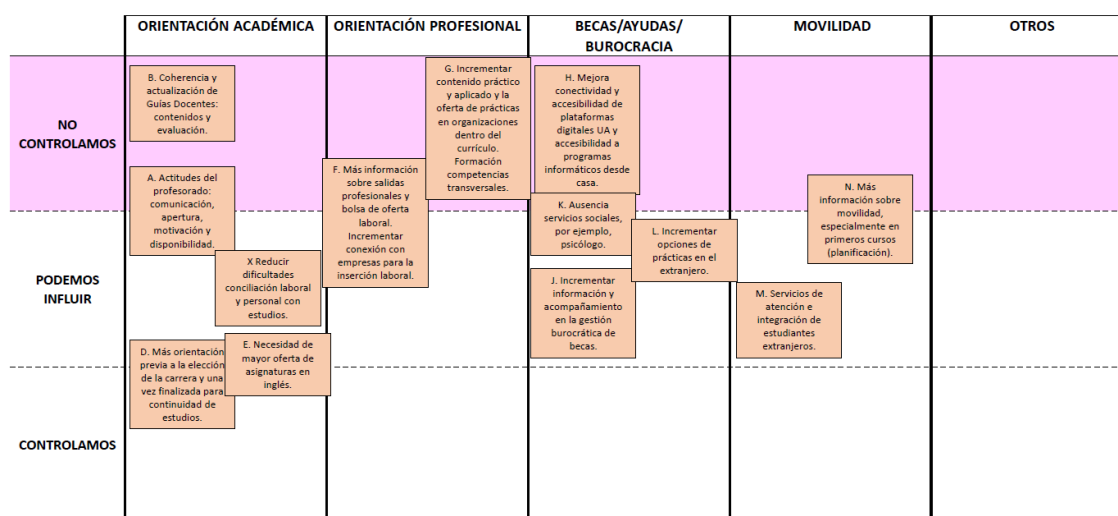 ORIENTACIÓN ACADÉMICA
ORIENTACIÓN PROFESIONAL
BECAS/AYUDAS/
BUROCRACIA
MOVILIDAD
OTROS
NO
CONTROLAMOS
B. Coherencia y
actualización de
Guías Docentes:
contenidos y
evaluación.
G. Incrementar
contenido práctico
y aplicado y la
oferta de prácticas
en organizaciones
dentro del
currículo.
Formación
competencias
transversales.
H. Mejora
conectividad y
accesibilidad de
plataformas
digitales UA y
accesibilidad a
programas
informáticos desde
casa.
A. Actitudes del
profesorado:
comunicación,
apertura,
motivación y
disponibilidad.
F. Más información
sobre salidas
profesionales y
bolsa de oferta
laboral.
Incrementar
conexión con
empresas para la
inserción laboral.
K. Ausencia
servicios sociales,
por ejemplo,
psicólogo.
N. Más
información sobre
movilidad,
especialmente en
primeros cursos
(planificación).
PODEMOS
INFLUIR
X Reducir
dificultades
conciliación laboral
y personal con
estudios.
L. Incrementar
opciones de
prácticas en el
extranjero.
J. Incrementar
información y
acompañamiento
en la gestión
burocrática de
becas.
M. Servicios de
atención e
integración de
estudiantes
extranjeros.
D. Más orientación
previa a la elección
de la carrera y una
vez finalizada para
continuidad de
estudios.
E. Necesidad de
mayor oferta de
asignaturas en
inglés.
CONTROLAMOS